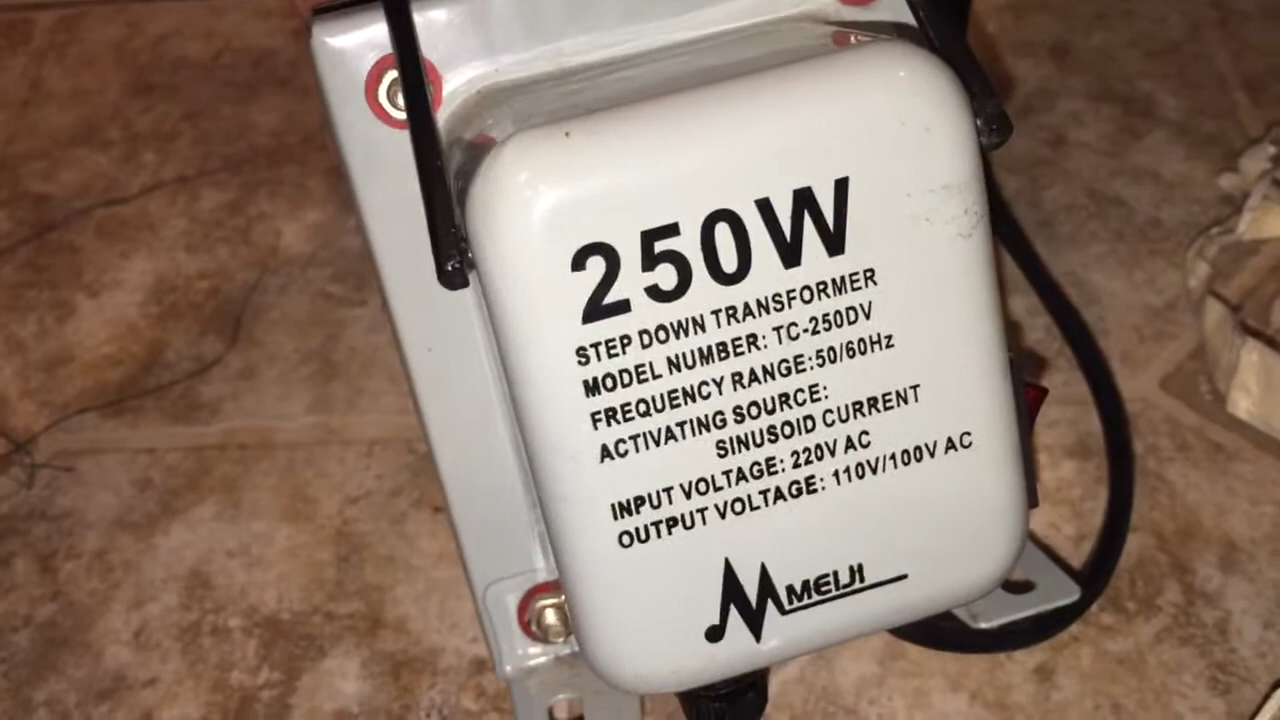 250W
STEP DOWN TRANSFORMER
MODEL NUMBER: TC-250DV
FREQUENCY RANGE:50/60Hz
ACTIVATING SOURCE:
SINUSOID CURRENT
INPUT VOLTAGE: 220V AC
OUTPUT VOLTAGE: 110V/100V AC
MEIJI